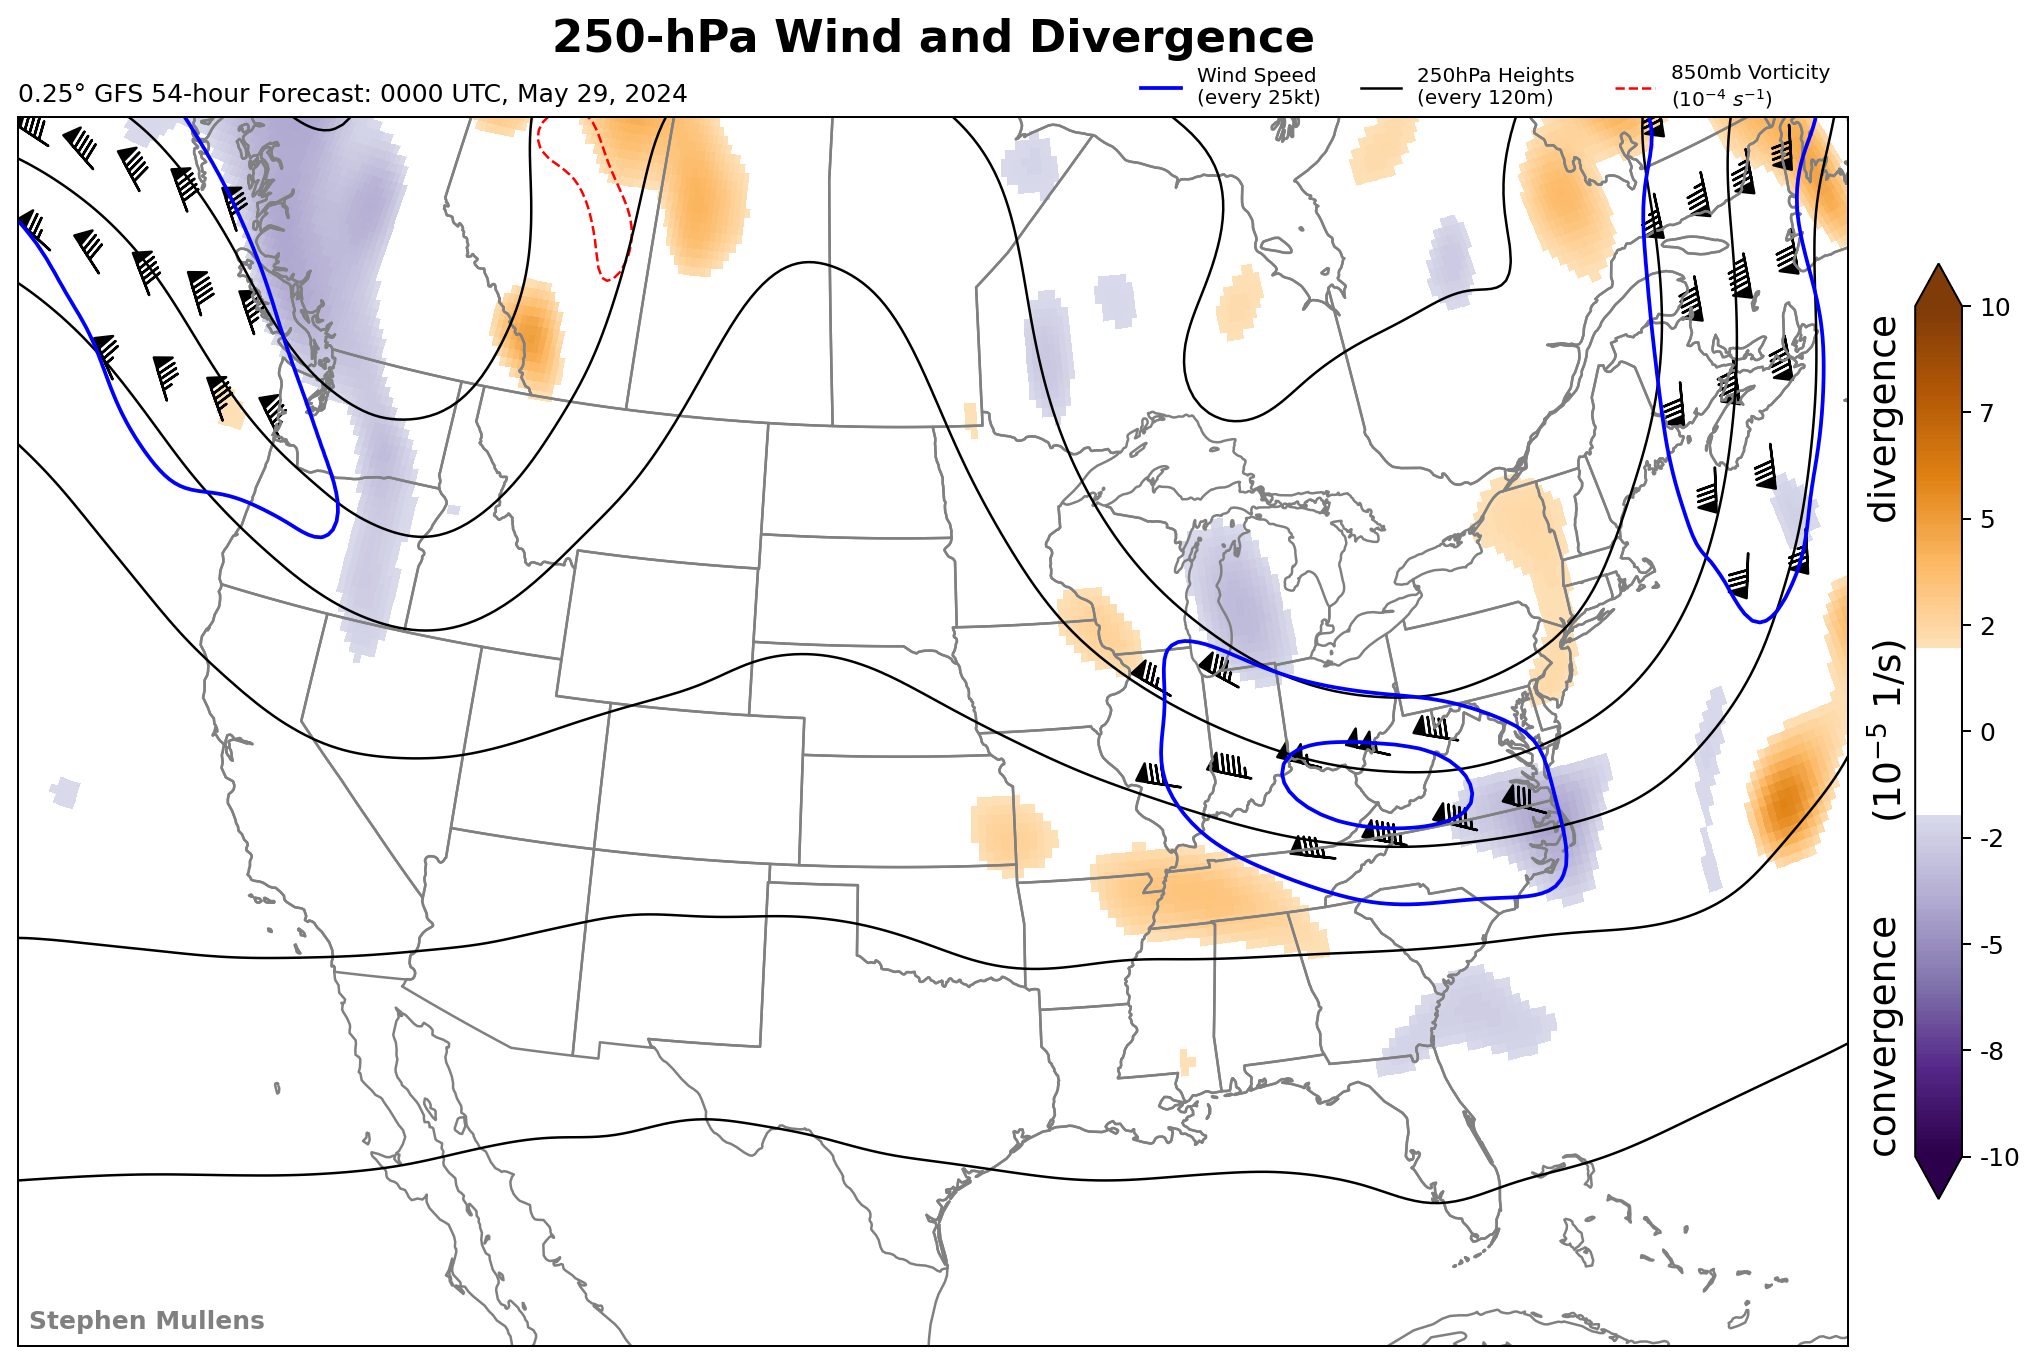 250-hPa Wind and Divergence
0.25° GFS 54-hour Forecast: 0000 UTC, May 29, 2024
Wind Speed
(every 25kt)
250hPa Heights
(every 120m)
850mb Vorticity
(10⁻⁴ s⁻¹)
10
7
5
2
0
-2
-5
-8
-10
convergence (10⁻⁵ 1/s) divergence
Stephen Mullens